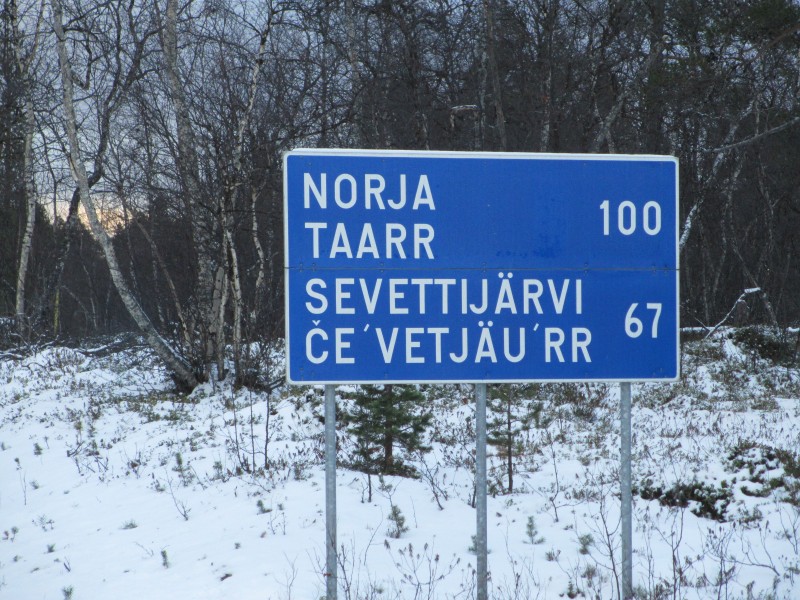 NORJA
TAARR 100
SEVETTIJÄRVI
ČE´VETJÄU´RR 67